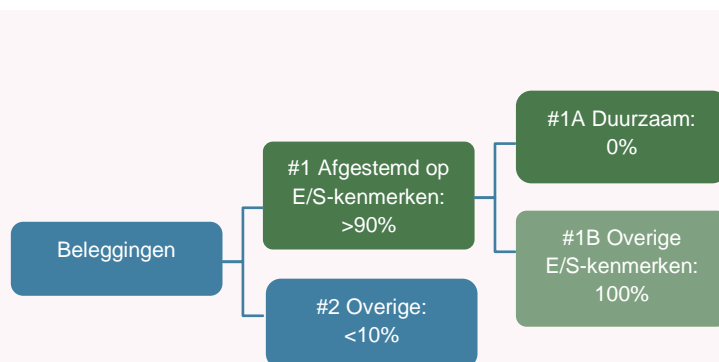 Beleggingen
#1 Afgestemd op
E/S-kenmerken:
>90%
#2 Overige:
<10%
#1A Duurzaam:
0%
#1B Overige
E/S-kenmerken:
100%